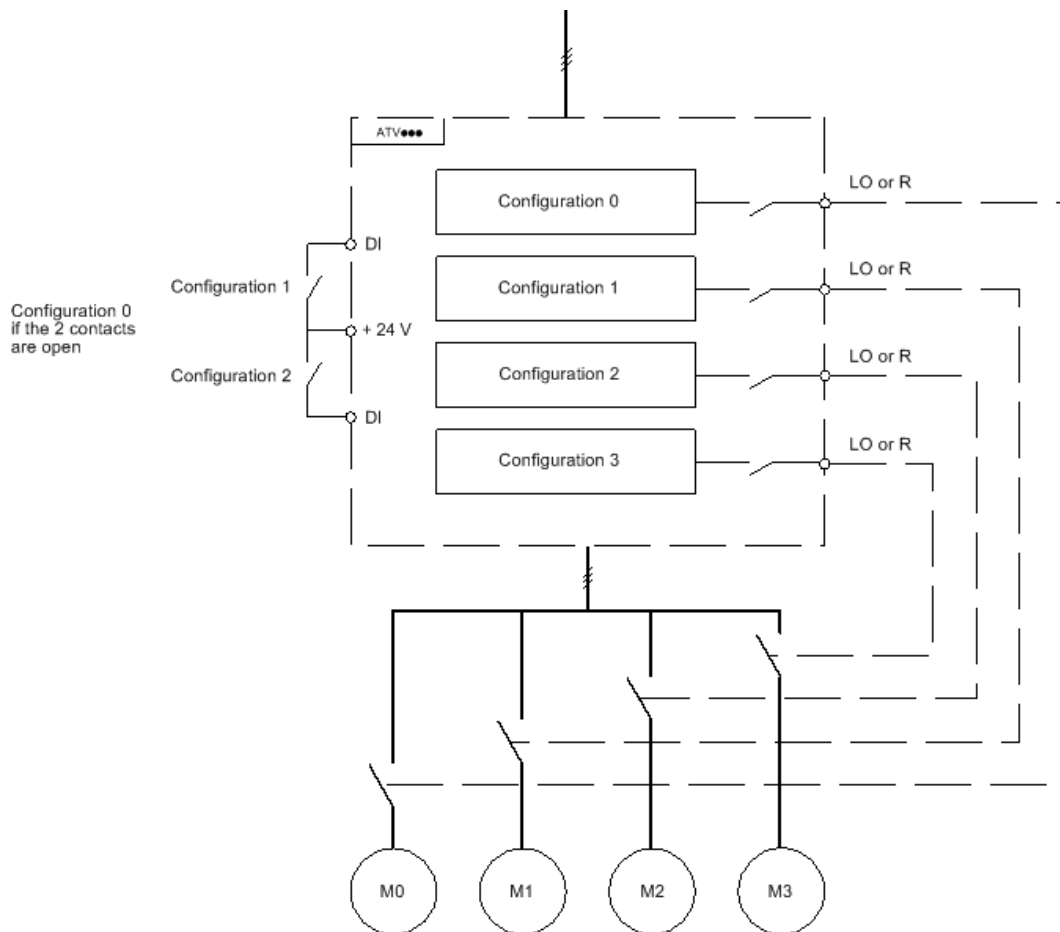 ATV●●●
Configuration 0
LO or R
DI
Configuration 1
LO or R
Configuration 1
Configuration 0
if the 2 contacts
are open
+ 24 V
Configuration 2
LO or R
Configuration 2
DI
Configuration 3
LO or R
M0
M1
M2
M3